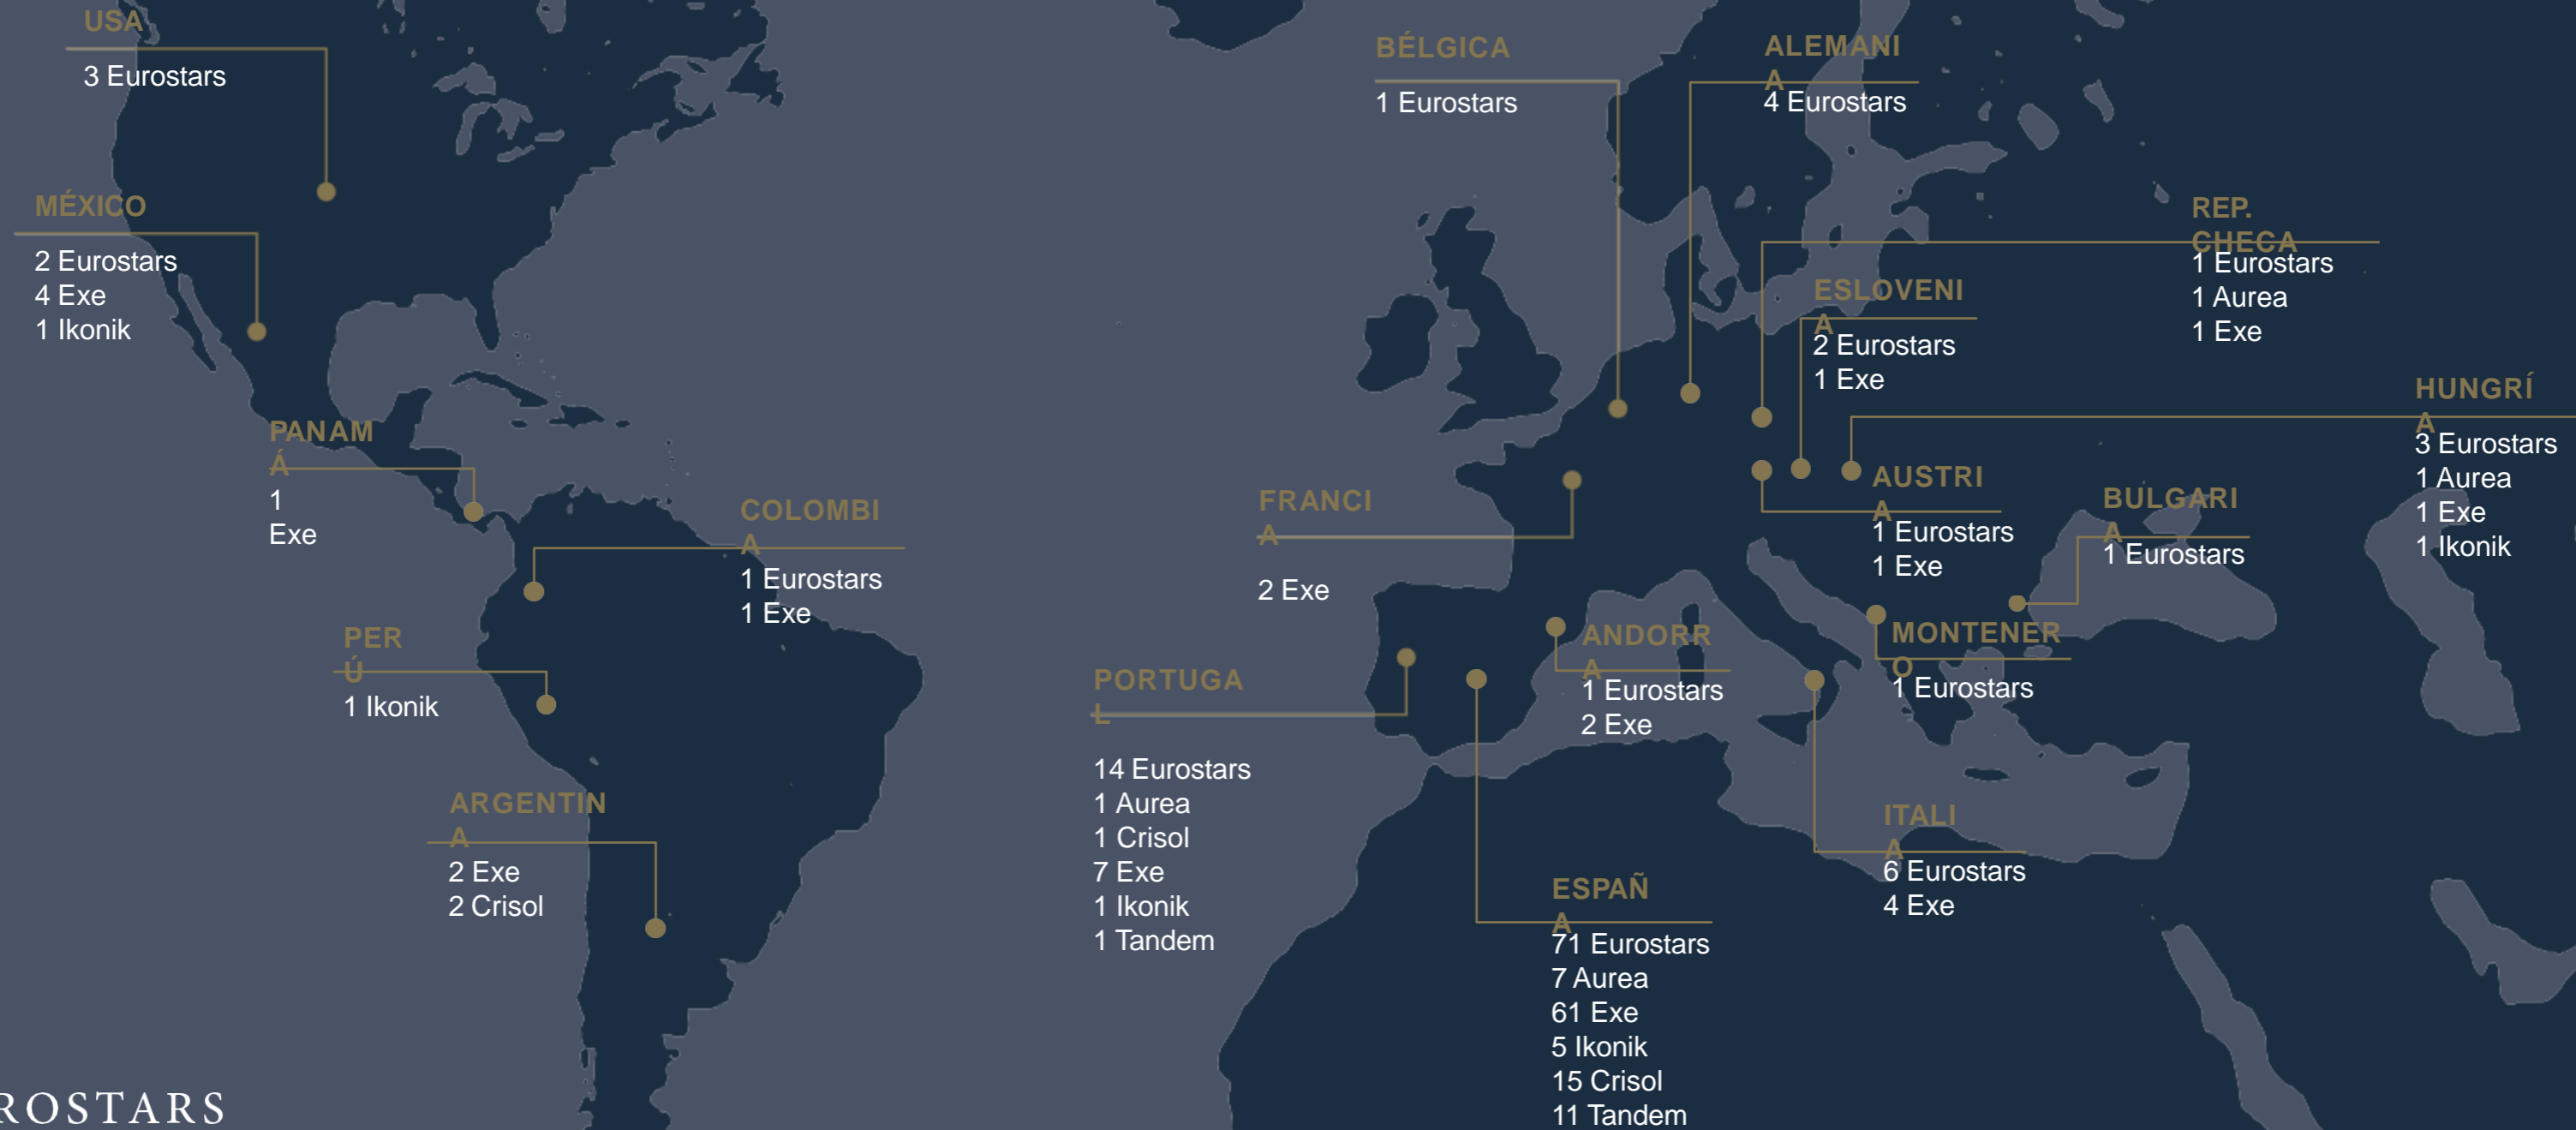 USA
3 Eurostars
MÉXICO
2 Eurostars
4 Exe
1 Ikonik
PANAM
Á
1
Exe
COLOMBI
A
1 Eurostars
1 Exe
PER
Ú
1 Ikonik
ARGENTIN
A
2 Exe
2 Crisol
BÉLGICA
1 Eurostars
ALEMANI
A
4 Eurostars
REP.
CHECA
1 Eurostars
1 Aurea
1 Exe
ESLOVENI
A
2 Eurostars
1 Exe
HUNGRÍ
A
3 Eurostars
1 Aurea
1 Exe
1 Ikonik
AUSTRI
A
1 Eurostars
1 Exe
BULGARI
A
1 Eurostars
FRANCI
A
2 Exe
ANDORR
A
1 Eurostars
2 Exe
MONTENER
O
1 Eurostars
PORTUGA
L
14 Eurostars
1 Aurea
1 Crisol
7 Exe
1 Ikonik
1 Tandem
ITALI
A
6 Eurostars
4 Exe
ESPAÑ
A
71 Eurostars
7 Aurea
61 Exe
5 Ikonik
15 Crisol
11 Tandem
ROSTARS